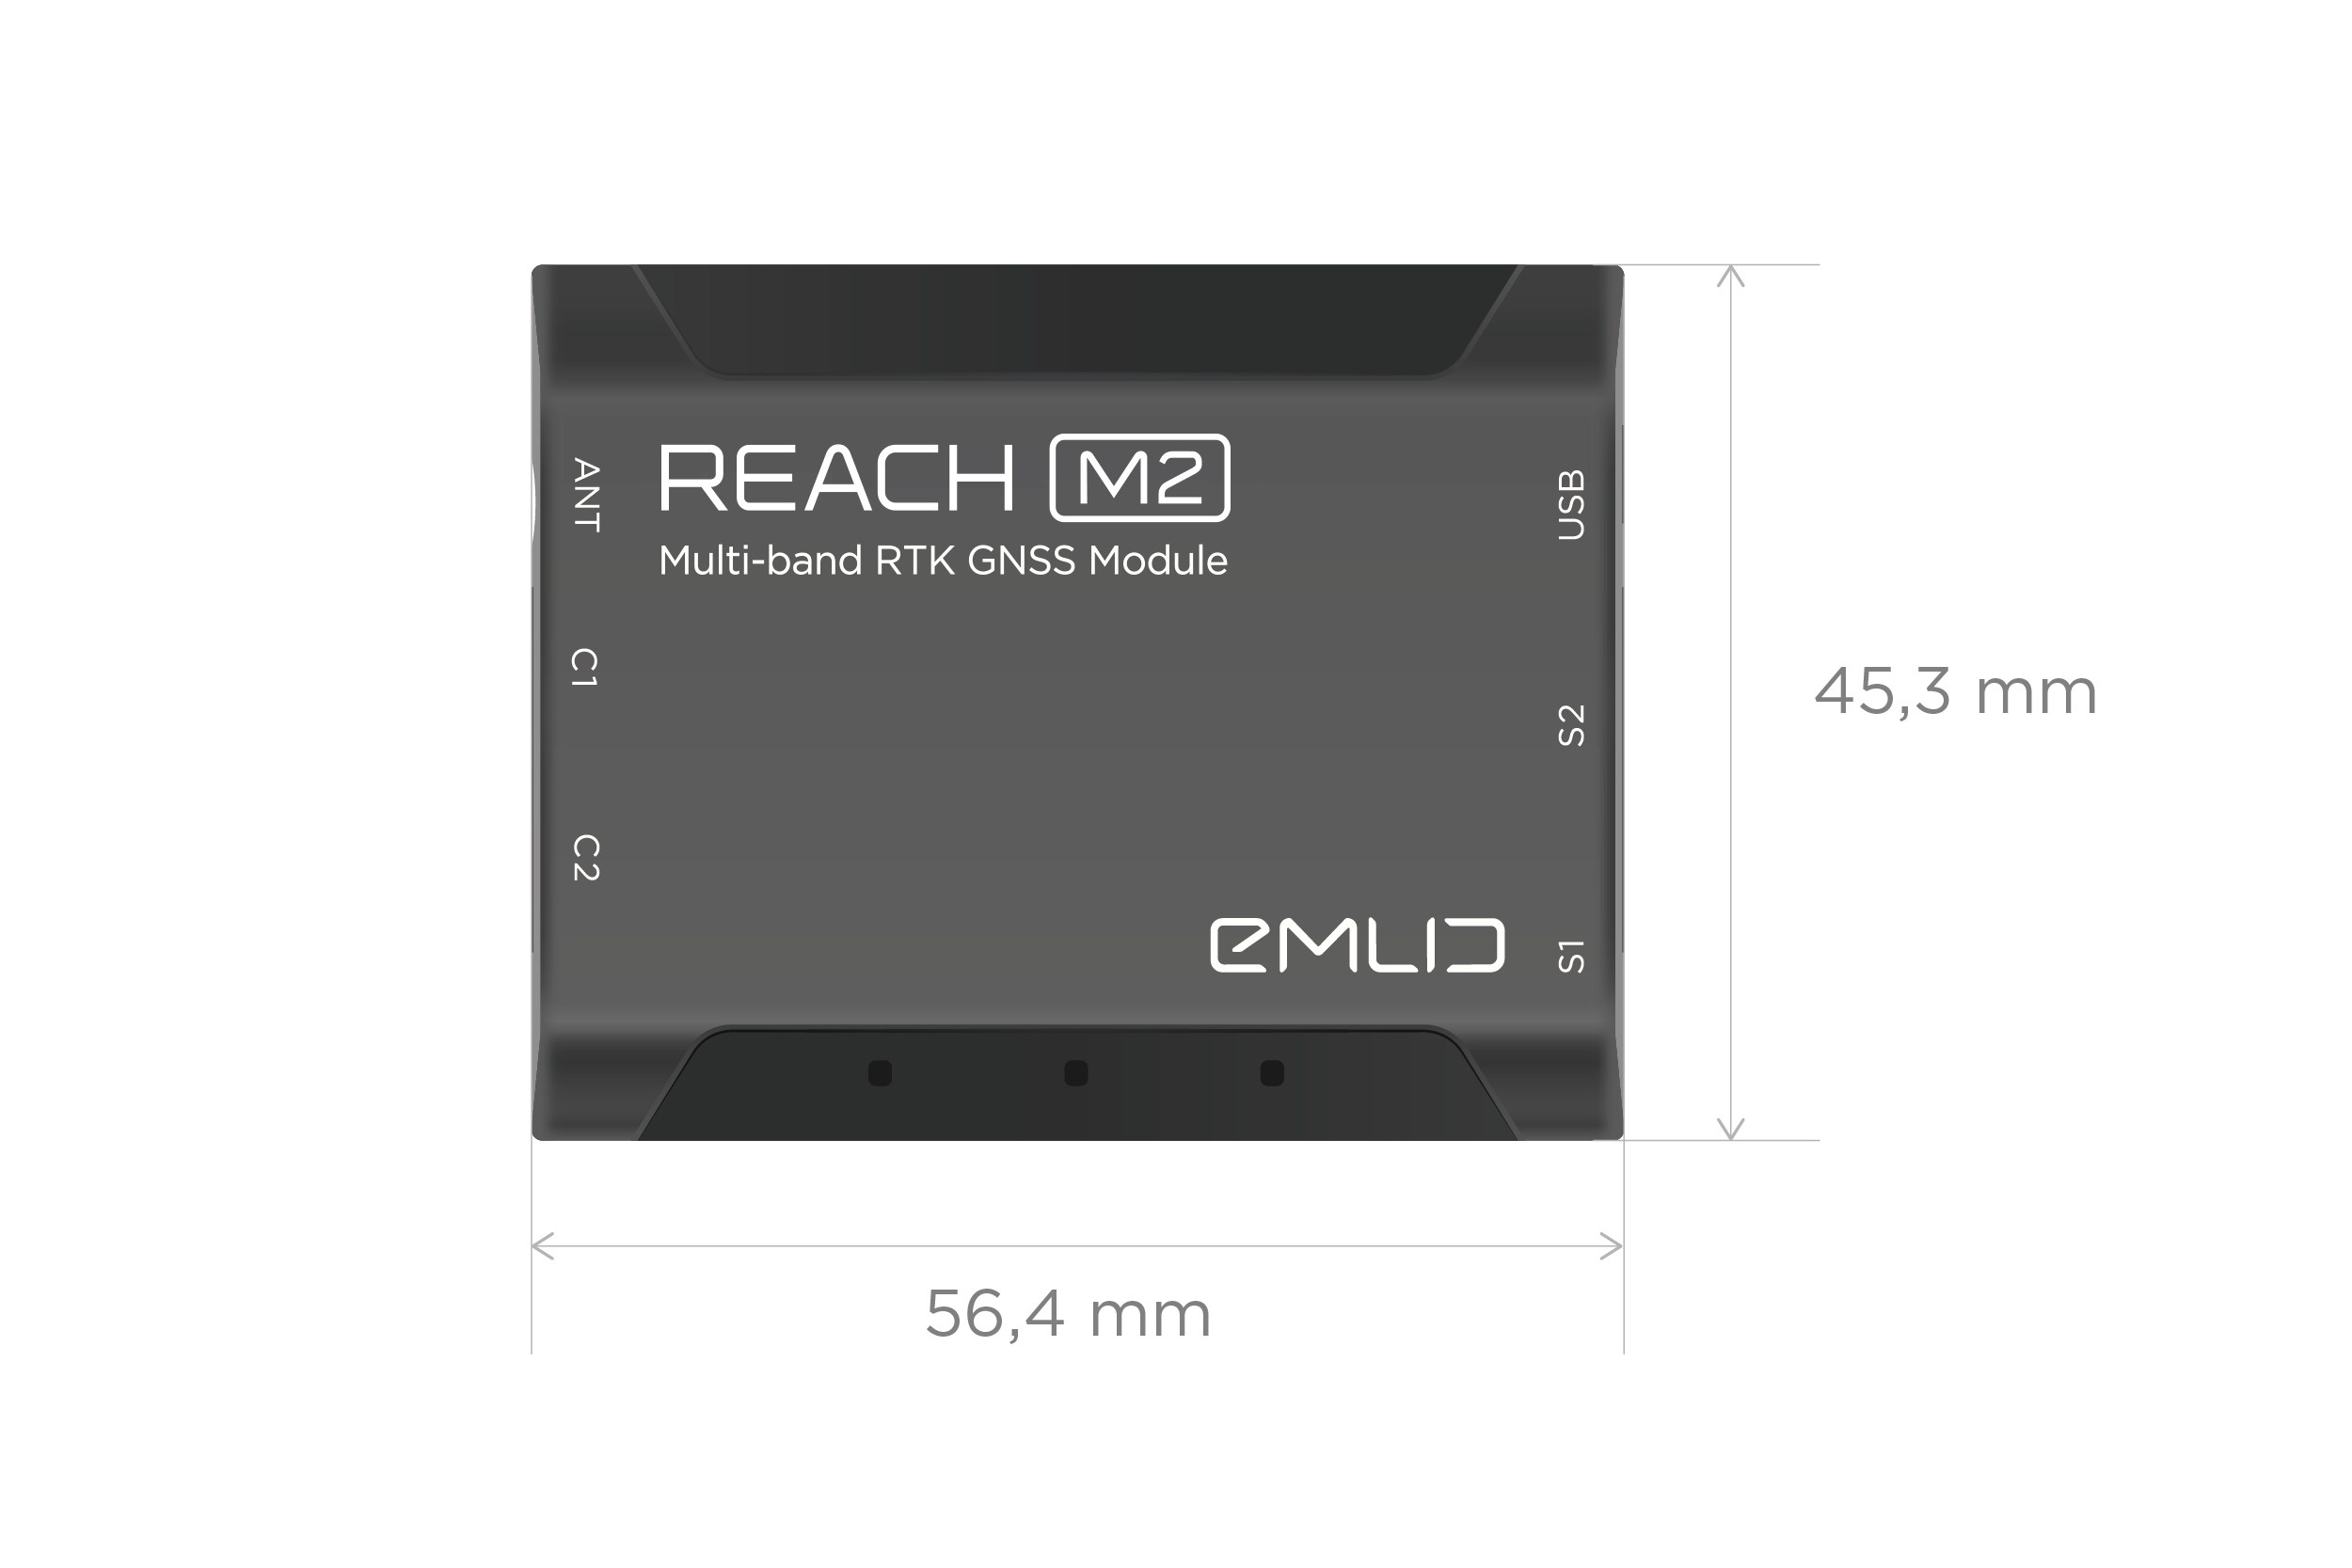 REACH M2
Multi-band RTK GNSS Module
ANT
C1
C2
USB
S2
S1
EMLID
45,3 mm
56,4 mm